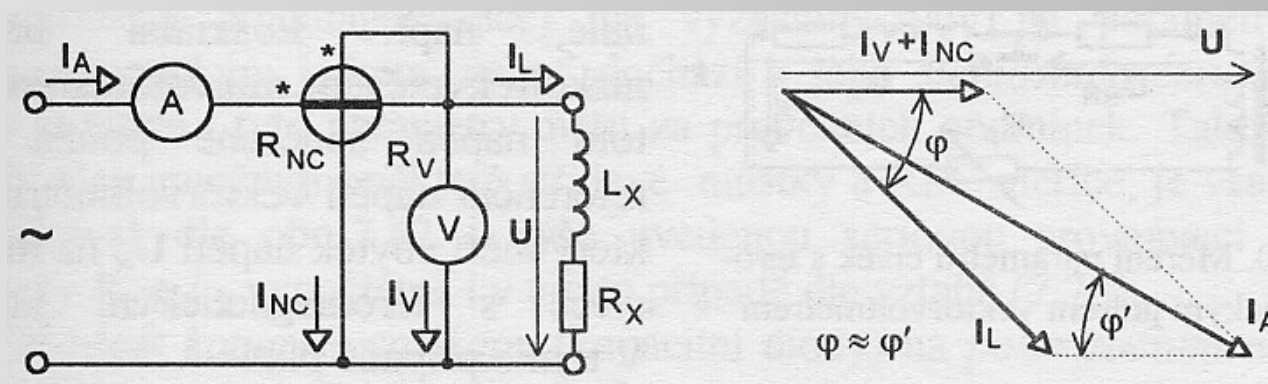 I_A
A
*
*
R_NC
R_V
V
I_L
U
L_X
R_X
~
I_NC
I_V
I_V + I_NC
U
φ
φ'
φ ≈ φ'
I_L
I_A